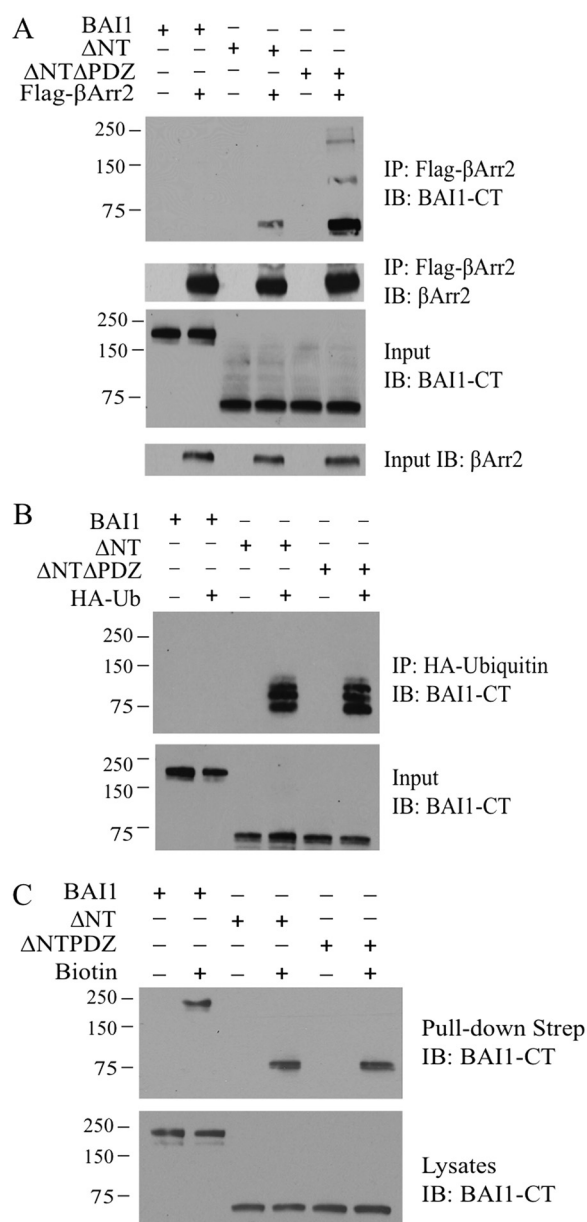 A
BAI1 + + – – – –
ΔNT – – + + – –
ΔNTΔPDZ – – – – + +
Flag-βArr2 – + – + – +
250
150
75
IP: Flag-βArr2
IB: BAI1-CT
IP: Flag-βArr2
IB: βArr2
250
150
75
Input
IB: BAI1-CT
Input IB: βArr2
B
BAI1 + + – – – –
ΔNT – – + + – –
ΔNTΔPDZ – – – – + +
HA-Ub – + – + – +
250
150
75
IP: HA-Ubiquitin
IB: BAI1-CT
250
150
75
Input
IB: BAI1-CT
C
BAI1 + + – – – –
ΔNT – – + + – –
ΔNTPDZ – – – – + +
Biotin – + – + – +
250
150
75
Pull-down Strep
IB: BAI1-CT
250
150
75
Lysates
IB: BAI1-CT